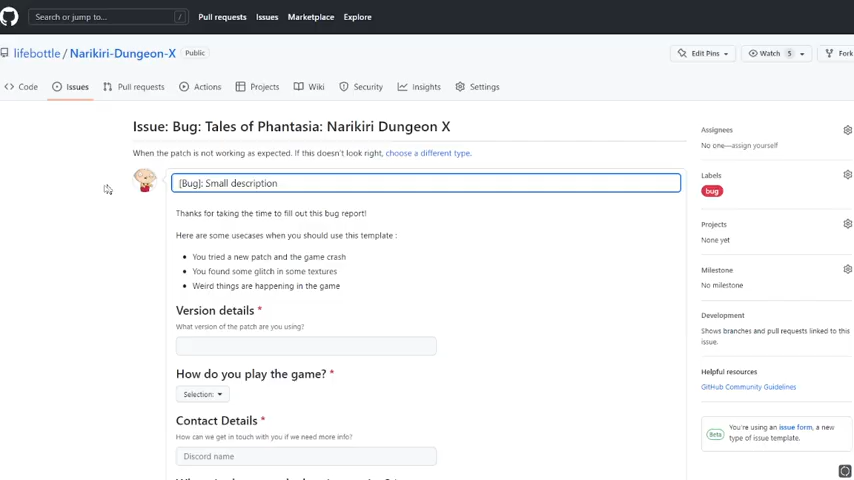 Search or jump to...
/
Pull requests
Issues
Marketplace
Explore
lifebottle / Narikiri-Dungeon-X
Public
Edit Pins
Watch 5
Fork
Code
Issues
Pull requests
Actions
Projects
Wiki
Security
Insights
Settings
Issue: Bug: Tales of Phantasia: Narikiri Dungeon X
When the patch is not working as expected. If this doesn't look right, choose a different type.
[Bug]: Small description
Thanks for taking the time to fill out this bug report!
Here are some usecases when you should use this template :
You tried a new patch and the game crash
You found some glitch in some textures
Weird things are happening in the game
Version details *
What version of the patch are you using?
How do you play the game? *
Selection:
Contact Details *
How can we get in touch with you if we need more info?
Discord name
Assignees
No one—assign yourself
Labels
bug
Projects
None yet
Milestone
No milestone
Development
Shows branches and pull requests linked to this
issue.
Helpful resources
GitHub Community Guidelines
Beta
You're using an issue form, a new
type of issue template.